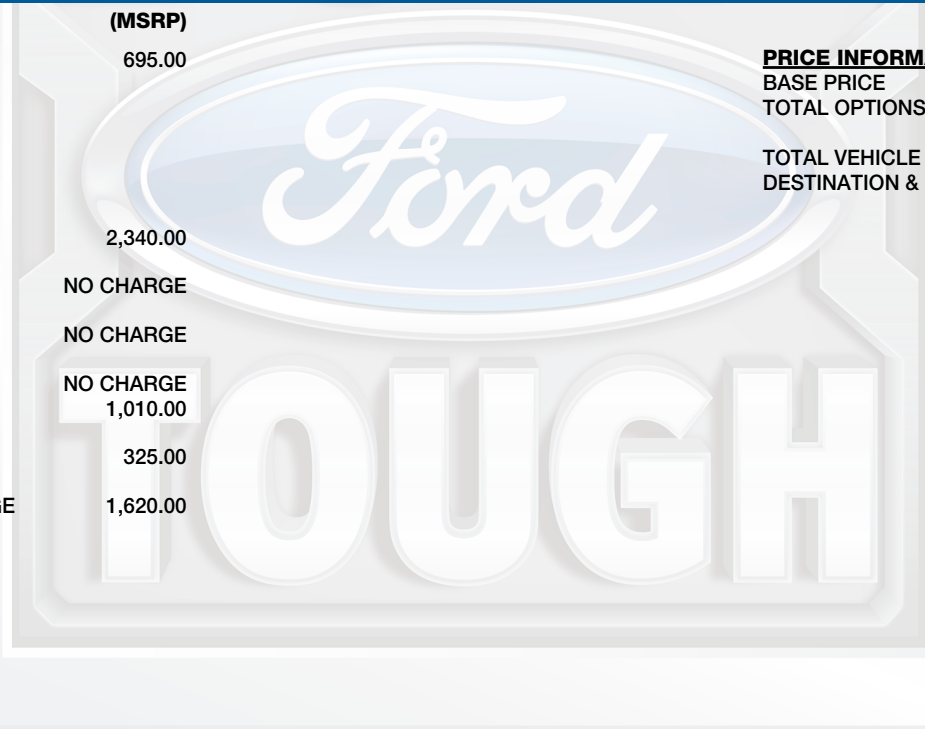 (MSRP)
695.00
2,340.00
NO CHARGE
NO CHARGE
NO CHARGE
1,010.00
325.00
1,620.00
PRICE
BASE PRICE
TOTAL OPTIONS
TOTAL VEHICLE
DESTINATION &
Ford
TOUGH